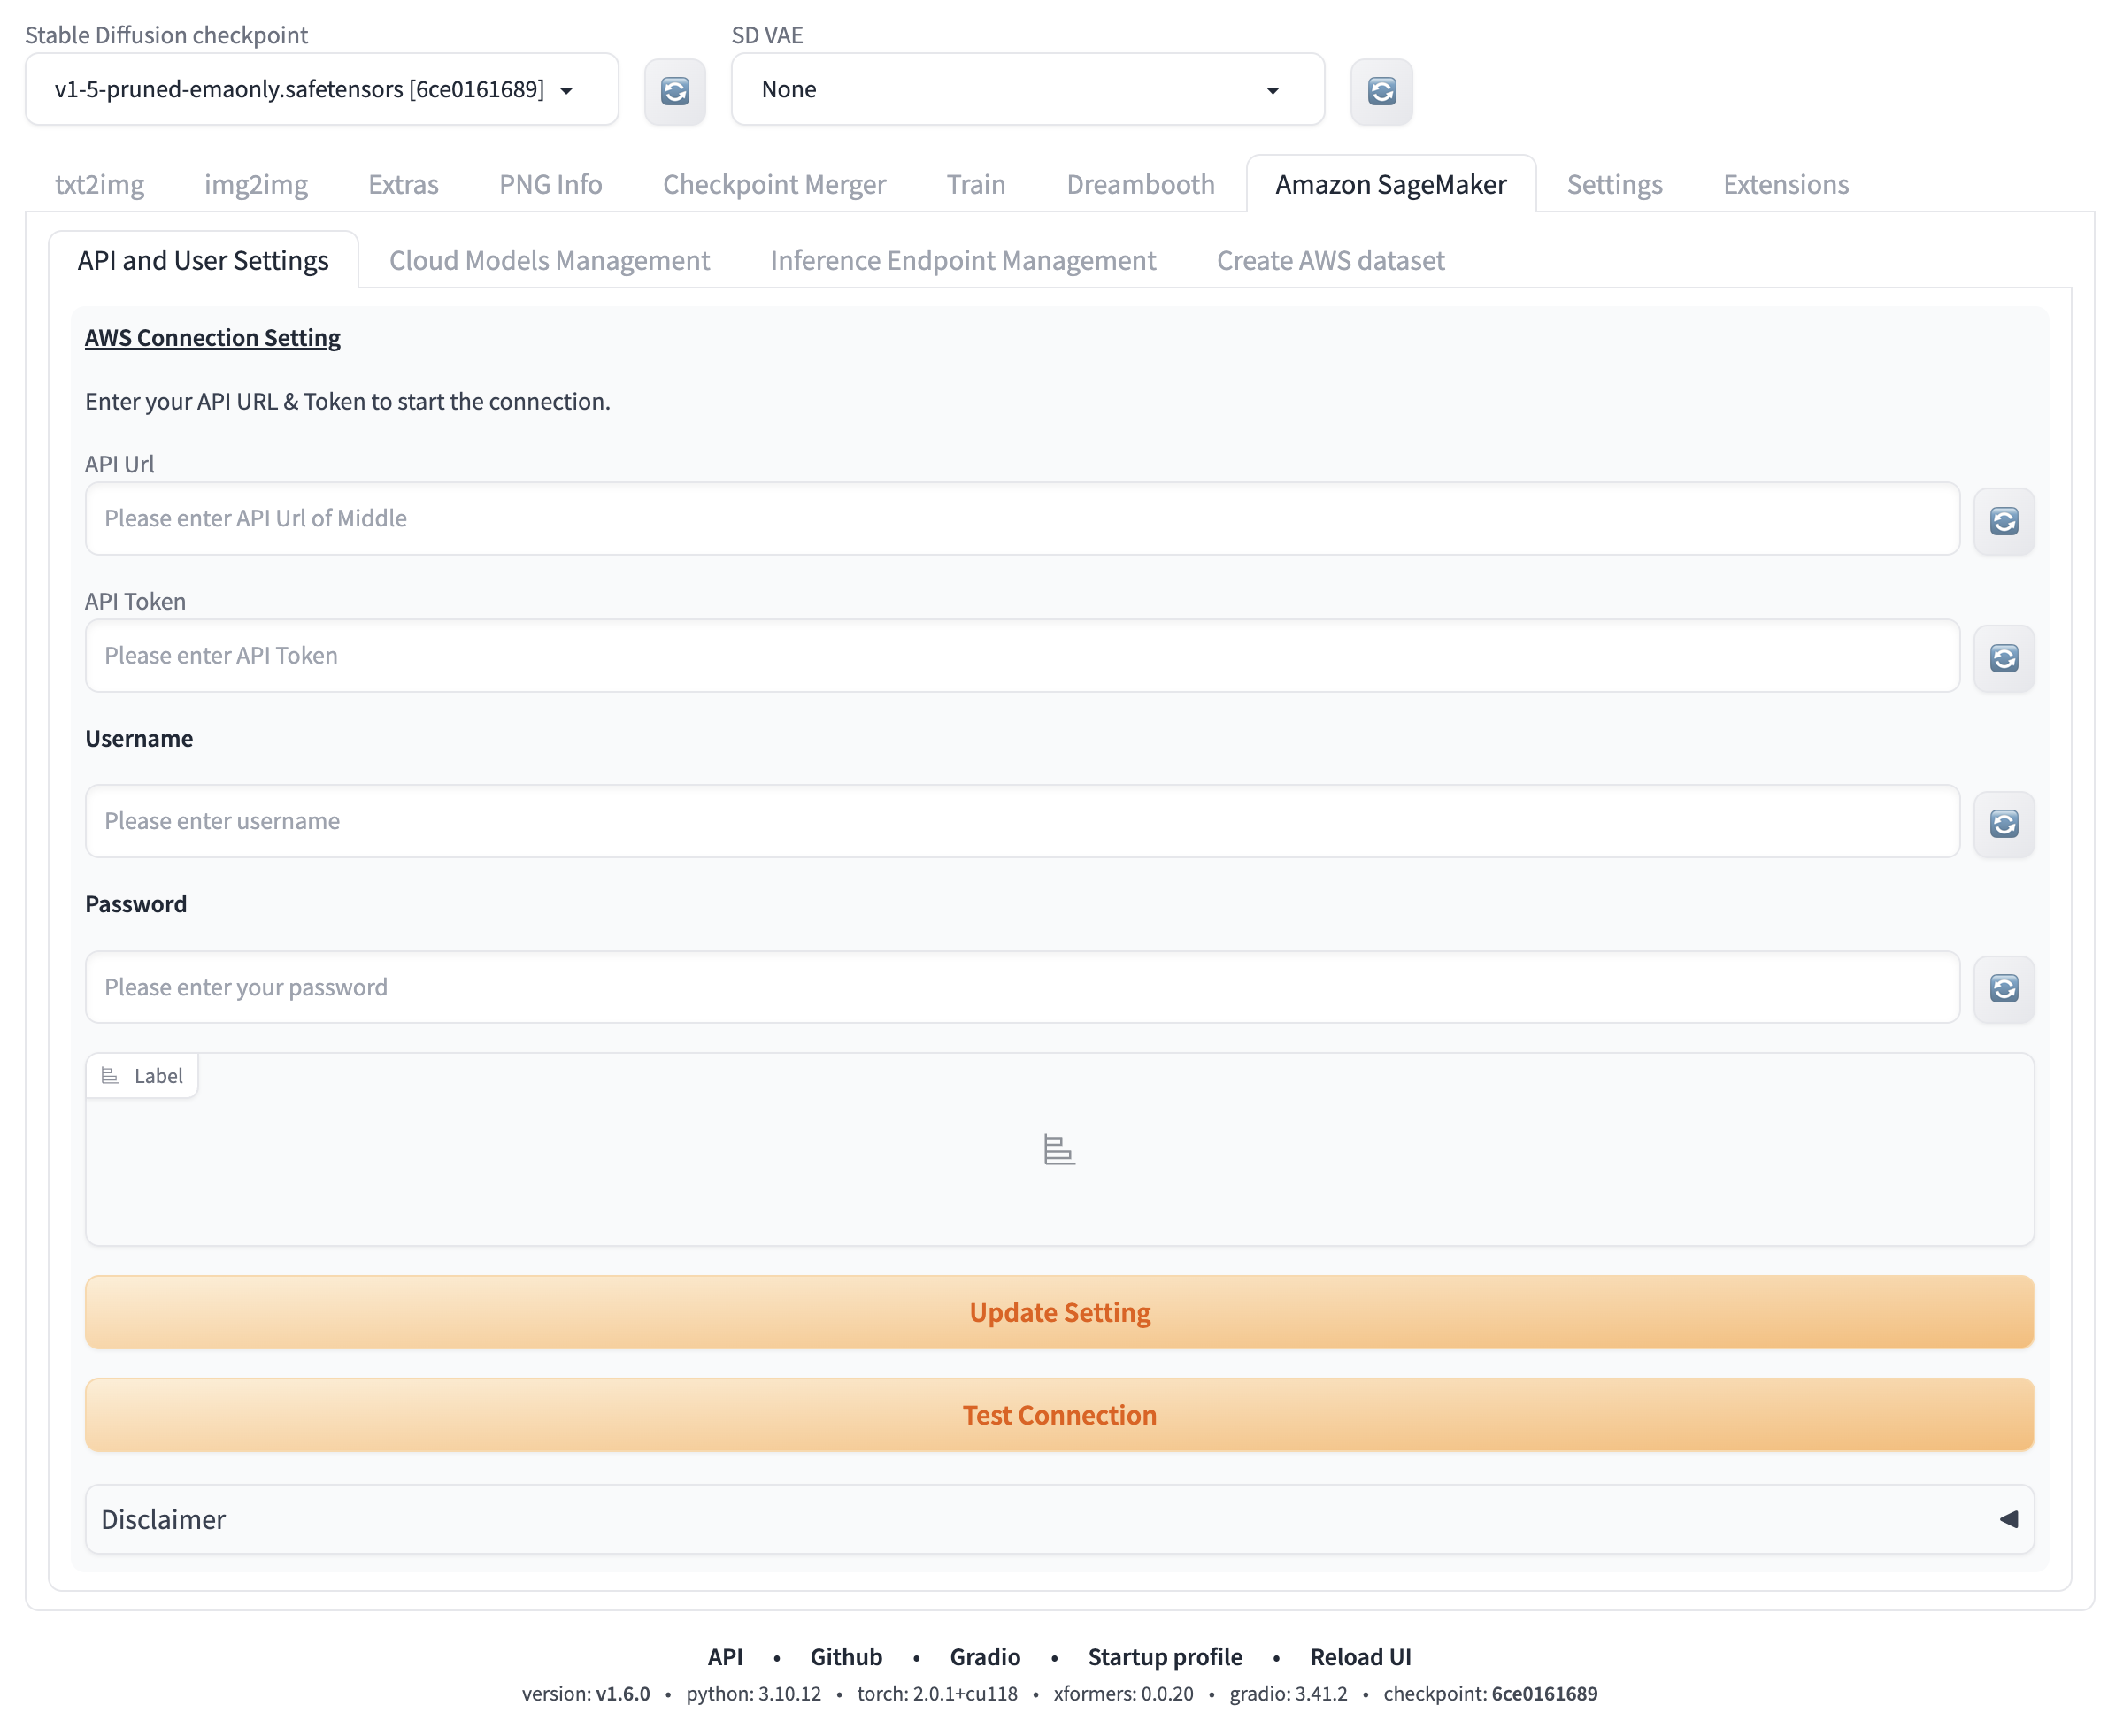 Stable Diffusion checkpoint
SD VAE
v1-5-pruned-emaonly.safetensors [6ce0161689]
None
txt2img img2img Extras PNG Info Checkpoint Merger Train Dreambooth Amazon SageMaker Settings Extensions
API and User Settings Cloud Models Management Inference Endpoint Management Create AWS dataset
AWS Connection Setting
Enter your API URL & Token to start the connection.
API Url
Please enter API Url of Middle
API Token
Please enter API Token
Username
Please enter username
Password
Please enter your password
Label
Update Setting
Test Connection
Disclaimer
API • Github • Gradio • Startup profile • Reload UI
version: v1.6.0 • python: 3.10.12 • torch: 2.0.1+cu118 • xformers: 0.0.20 • gradio: 3.41.2 • checkpoint: 6ce0161689